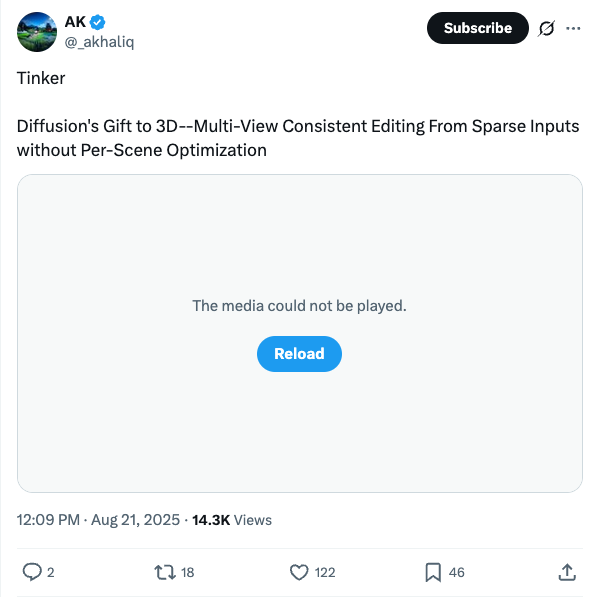 AK
@_akhaliq
Subscribe
Tinker
Diffusion's Gift to 3D--Multi-View Consistent Editing From Sparse Inputs
without Per-Scene Optimization
The media could not be played.
Reload
12:09 PM · Aug 21, 2025 · 14.3K Views
2
18
122
46